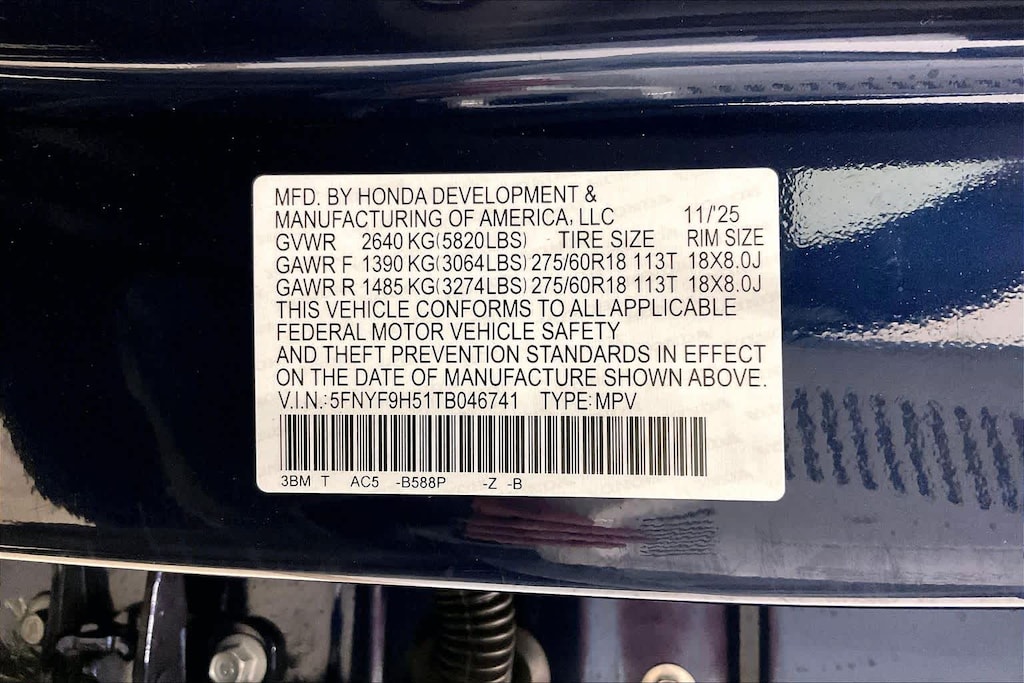 MFD. BY HONDA DEVELOPMENT &
MANUFACTURING OF AMERICA, LLC 11/'25
GVWR 2640 KG(5820LBS) TIRE SIZE RIM SIZE
GAWR F 1390 KG(3064LBS) 275/60R18 113T 18X8.0J
GAWR R 1485 KG(3274LBS) 275/60R18 113T 18X8.0J
THIS VEHICLE CONFORMS TO ALL APPLICABLE
FEDERAL MOTOR VEHICLE SAFETY
AND THEFT PREVENTION STANDARDS IN EFFECT
ON THE DATE OF MANUFACTURE SHOWN ABOVE.
V.I.N.:5FNYF9H51TB046741 TYPE:MPV
3BM T AC5 -B588P -Z -B